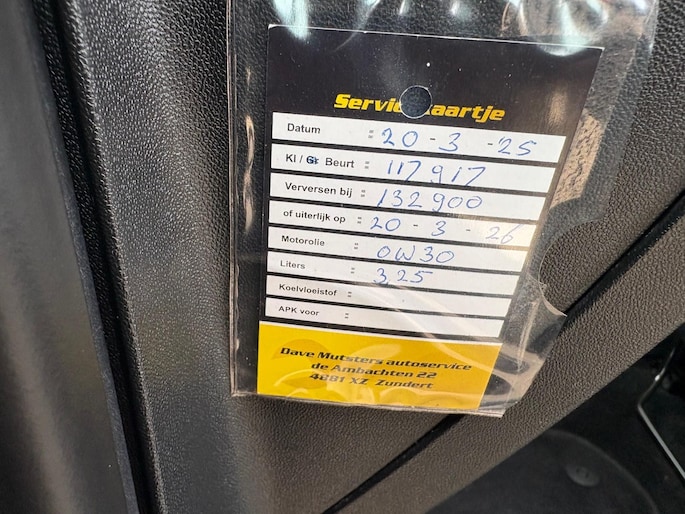 Servicekaartje
Datum : 20 - 3 - 25
Kl / Gr Beurt : 117917
Verversen bij : 132900
of uiterlijk op : 20 - 3 - 26
Motorolie : 0W30
Liters : 3,25
Koelvloeistof :
APK voor :
Dave Mutsters autoservice
de Ambachten 22
4881 XZ Zundert